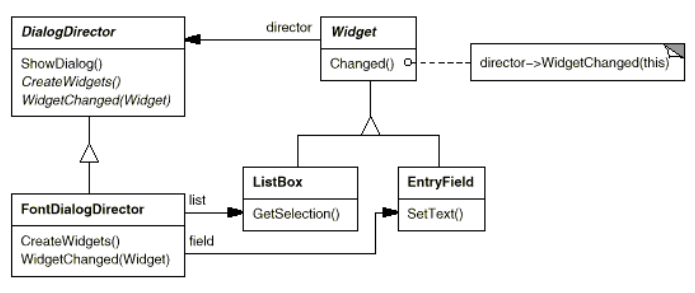 DialogDirector
director
Widget
ShowDialog()
CreateWidgets()
WidgetChanged(Widget)
Changed()
director->WidgetChanged(this)
ListBox
GetSelection()
EntryField
SetText()
FontDialogDirector
list
CreateWidgets()
WidgetChanged(Widget)
field